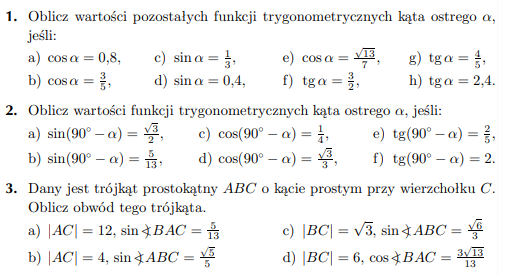 1. Oblicz wartości pozostałych funkcji trygonometrycznych kąta ostrego α,
jeśli:
a) cos α = 0,8, c) sin α = 1/3, e) cos α = √13/7, g) tg α = 4/5,
b) cos α = 3/5, d) sin α = 0,4, f) tg α = 3/2, h) tg α = 2,4.
2. Oblicz wartości funkcji trygonometrycznych kąta ostrego α, jeśli:
a) sin(90° − α) = √3/2, c) cos(90° − α) = 1/4, e) tg(90° − α) = 2/5,
b) sin(90° − α) = 5/13, d) cos(90° − α) = √3/3, f) tg(90° − α) = 2.
3. Dany jest trójkąt prostokątny ABC o kącie prostym przy wierzchołku C.
Oblicz obwód tego trójkąta.
a) |AC| = 12, sin ∢BAC = 5/13 c) |BC| = √3, sin ∢ABC = √6/3
b) |AC| = 4, sin ∢ABC = √5/5 d) |BC| = 6, cos ∢BAC = 3√13/13